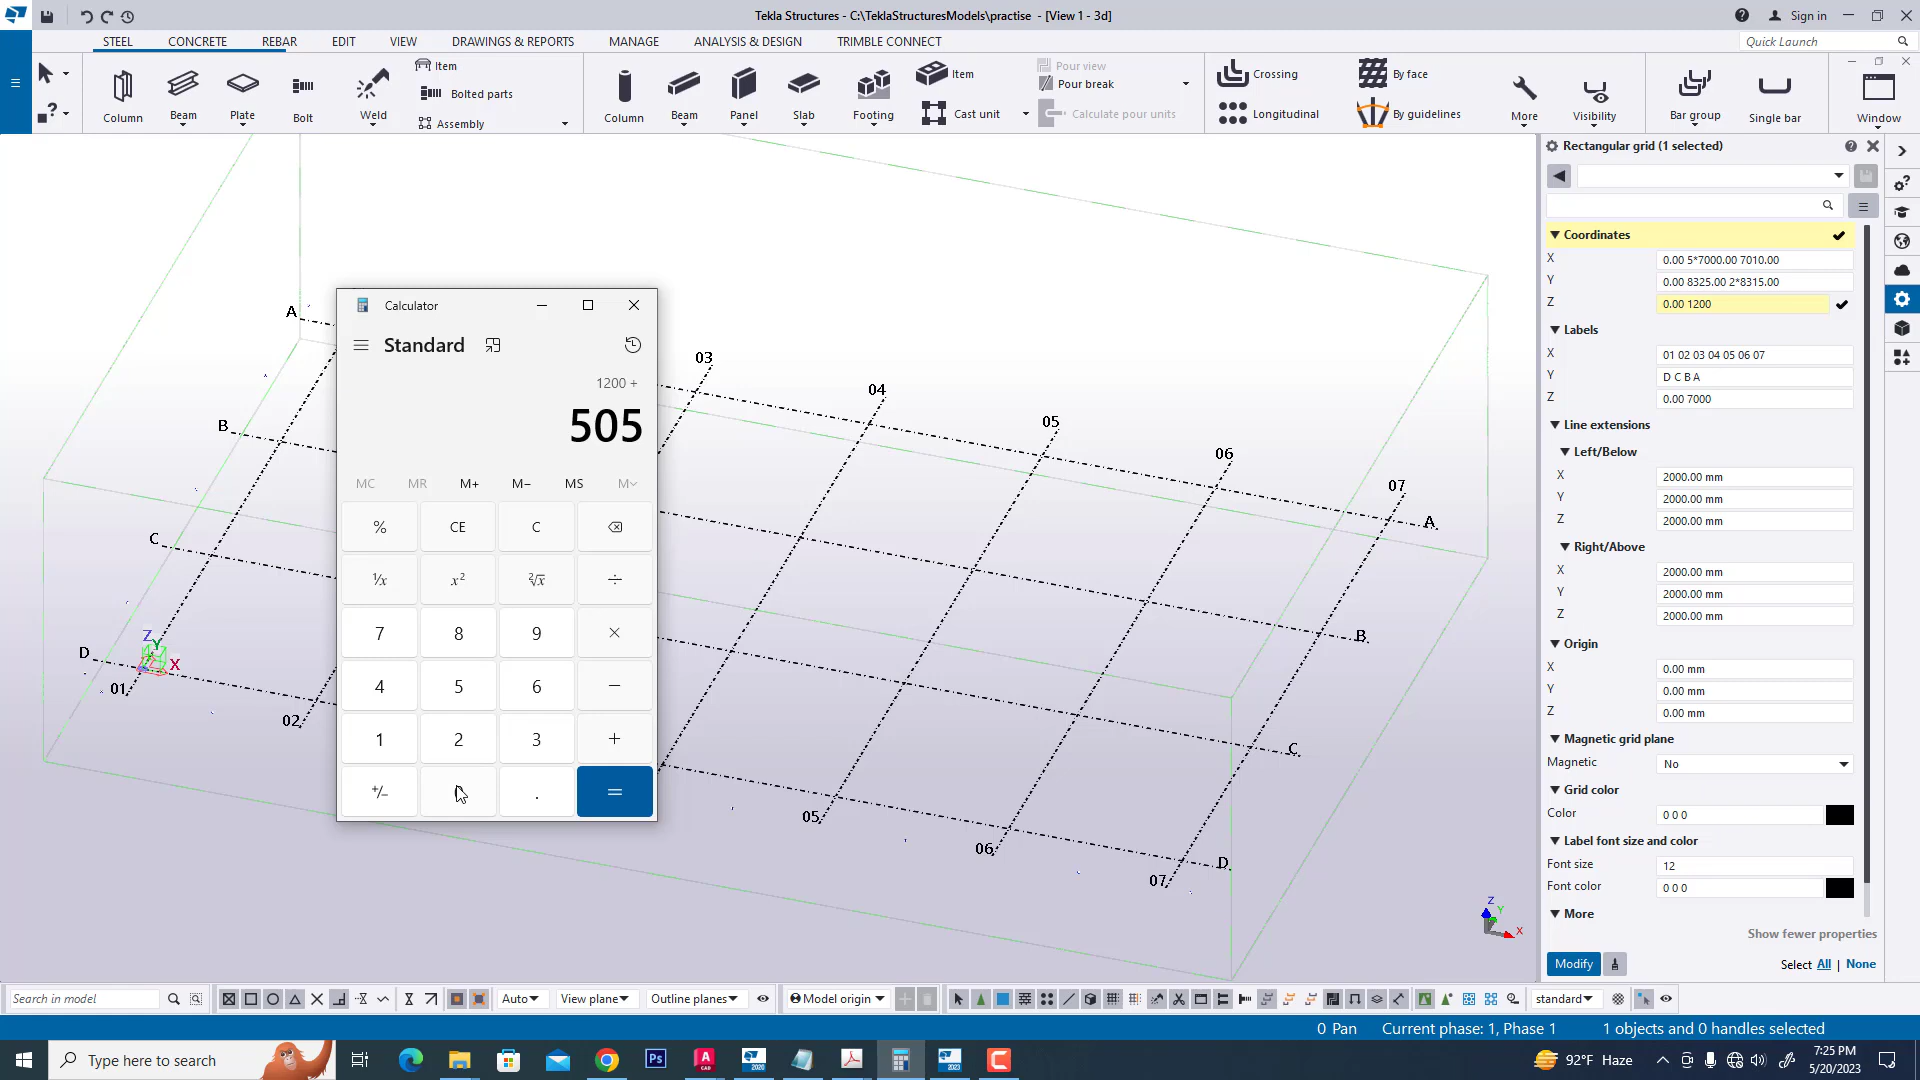 Tekla Structures - C:\TeklaStructuresModels\practise - [View 1 - 3d]
Sign in
STEEL CONCRETE REBAR EDIT VIEW DRAWINGS & REPORTS MANAGE ANALYSIS & DESIGN TRIMBLE CONNECT
Quick Launch
Column Beam Plate Bolt Weld
Item
Bolted parts
Assembly
Column Beam Panel Slab Footing
Item
Cast unit
Pour view
Pour break
Calculate pour units
Crossing
Longitudinal
By face
By guidelines
More Visibility Bar group Single bar Window
Rectangular grid (1 selected)
Coordinates
X 0.00 5*7000.00 7010.00
Y 0.00 8325.00 2*8315.00
Z 0.00 1200
Labels
X 01 02 03 04 05 06 07
Y D C B A
Z 0.00 7000
Line extensions
Left/Below
X 2000.00 mm
Y 2000.00 mm
Z 2000.00 mm
Right/Above
X 2000.00 mm
Y 2000.00 mm
Z 2000.00 mm
Origin
X 0.00 mm
Y 0.00 mm
Z 0.00 mm
Magnetic grid plane
Magnetic No
Grid color
Color 0 0 0
Label font size and color
Font size 12
Font color 0 0 0
More
Show fewer properties
Modify Select All | None
A
B
C
D
01
02
03
04
05
06
07
A
B
C
D
05
06
07
Z
Y
X
Z
Y
X
Calculator
Standard
1200 +
505
MC MR M+ M− MS M
% CE C
¹/x x² ²√x ÷
7 8 9 ×
4 5 6 −
1 2 3 +
+/− . =
Search in model
Auto View plane Outline planes Model origin standard
0 Pan Current phase: 1, Phase 1 1 objects and 0 handles selected
Type here to search
Ps
A
CAD
2020
2023
C
92°F Haze
7:25 PM
5/20/2023